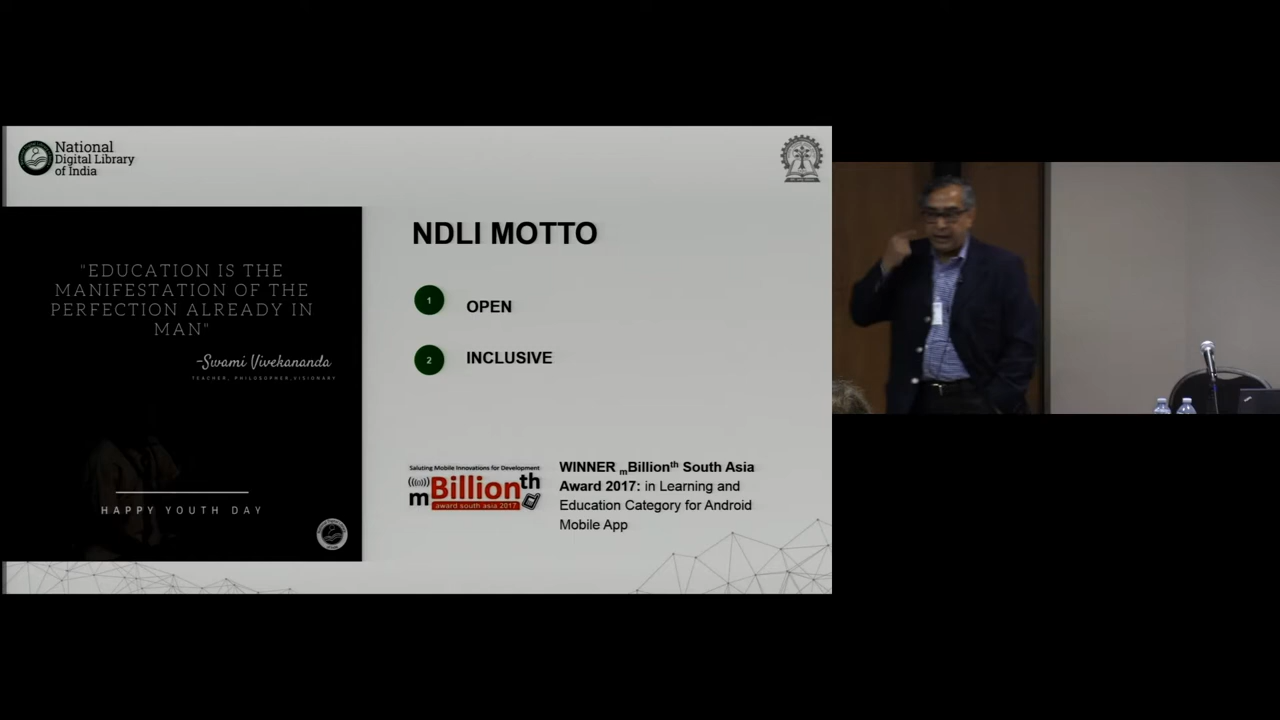 National
Digital Library
of India
"EDUCATION IS THE
MANIFESTATION OF THE
PERFECTION ALREADY IN
MAN"
-Swami Vivekananda
TEACHER, PHILOSOPHER, VISIONARY
HAPPY YOUTH DAY
NDLI MOTTO
1 OPEN
2 INCLUSIVE
Saluting Mobile Innovations for Development
mBillionth
award south asia 2017
WINNER mBillionth South Asia
Award 2017: in Learning and
Education Category for Android
Mobile App